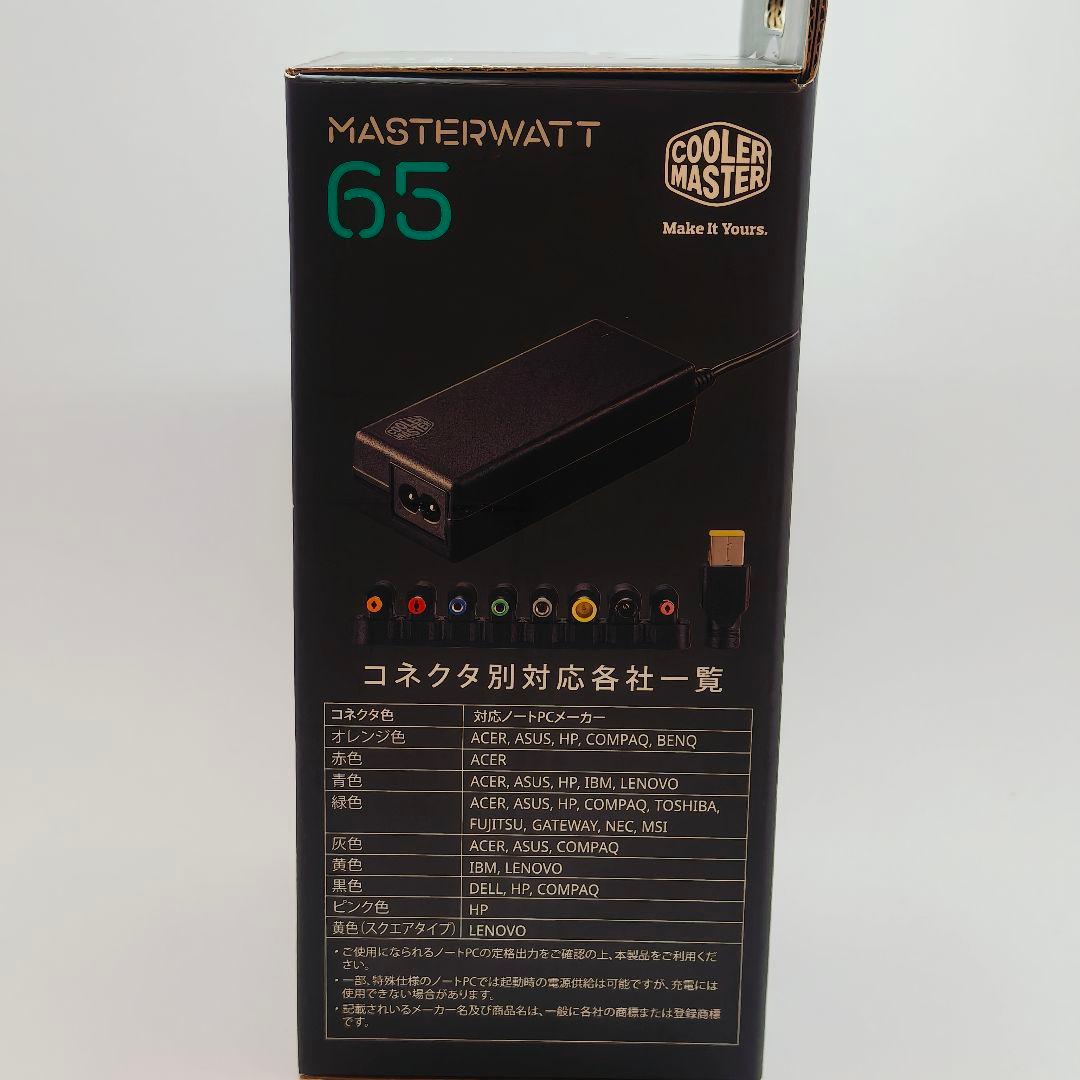 MASTERWATT
65
COOLER
MASTER
Make It Yours.
COOLER
MASTER
コネクタ別対応各社一覧
コネクタ色 対応ノートPCメーカー
オレンジ色 ACER, ASUS, HP, COMPAQ, BENQ
赤色 ACER
青色 ACER, ASUS, HP, IBM, LENOVO
緑色 ACER, ASUS, HP, COMPAQ, TOSHIBA,
FUJITSU, GATEWAY, NEC, MSI
灰色 ACER, ASUS, COMPAQ
黄色 IBM, LENOVO
黒色 DELL, HP, COMPAQ
ピンク色 HP
黄色(スクエアタイプ) LENOVO
・ご使用になられるノートPCの定格出力をご確認の上、本製品をご利用くだ
さい。
・一部、特殊仕様のノートPCでは起動時の電源供給は可能ですが、充電には
使用できない場合があります。
・記載されいるメーカー名及び商品名は、一般に各社の商標または登録商標
です。